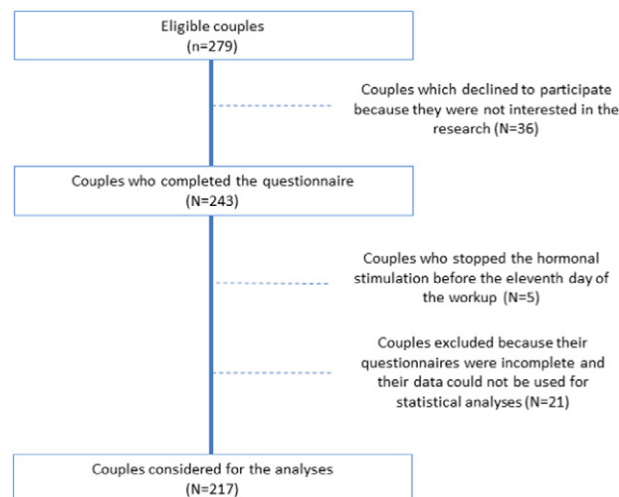 Eligible couples
(n=279)
Couples which declined to participate
because they were not interested in the
research (N=36)
Couples who completed the questionnaire
(N=243)
Couples who stopped the hormonal
stimulation before the eleventh day of
the workup (N=5)
Couples excluded because their
questionnaires were incomplete and
their data could not be used for
statistical analyses (N=21)
Couples considered for the analyses
(N=217)